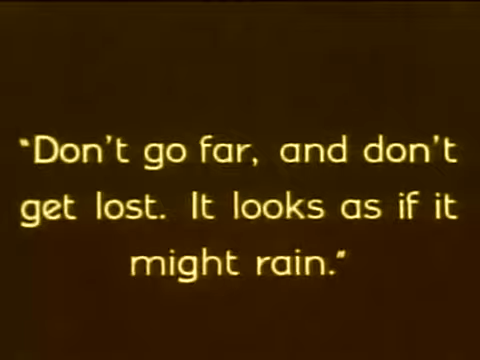 "Don't go far, and don't
get lost. It looks as if it
might rain."